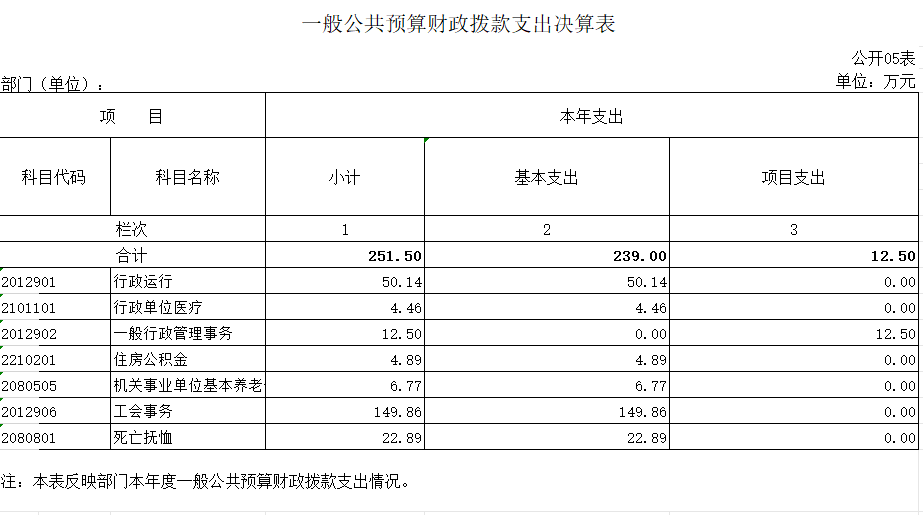 一般公共预算财政拨款支出决算表
公开05表
部门（单位）：
单位：万元
项 目 本年支出
科目代码 科目名称 小计 基本支出 项目支出
栏次 1 2 3
合计 251.50 239.00 12.50
2012901 行政运行 50.14 50.14 0.00
2101101 行政单位医疗 4.46 4.46 0.00
2012902 一般行政管理事务 12.50 0.00 12.50
2210201 住房公积金 4.89 4.89 0.00
2080505 机关事业单位基本养老 6.77 6.77 0.00
2012906 工会事务 149.86 149.86 0.00
2080801 死亡抚恤 22.89 22.89 0.00
注：本表反映部门本年度一般公共预算财政拨款支出情况。